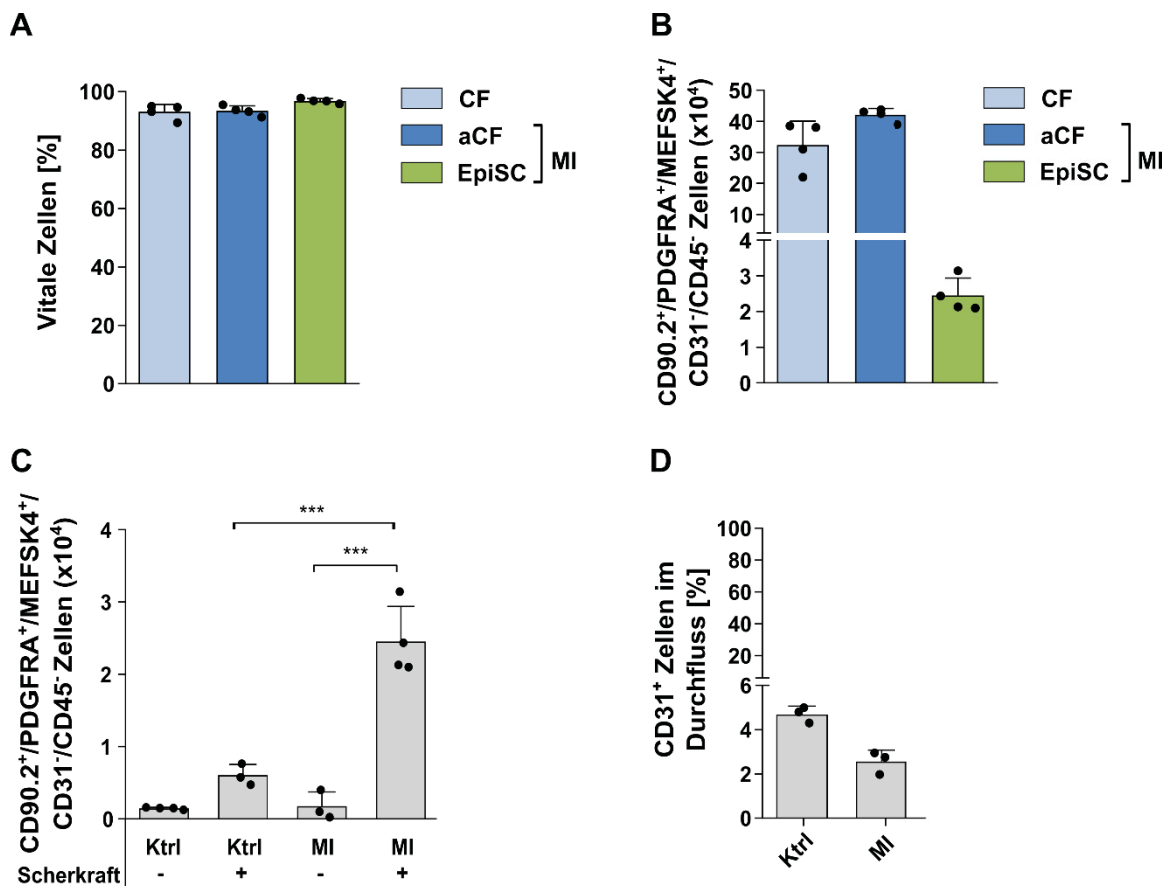 A
Vitale Zellen [%]
100
80
60
40
20
0
CF
aCF
EpiSC
MI
B
CD90.2⁺/PDGFRA⁺/MEFSK4⁺/
CD31⁻/CD45⁻ Zellen (x10⁴)
50
40
30
20
10
4
3
2
1
0
CF
aCF
EpiSC
MI
C
CD90.2⁺/PDGFRA⁺/MEFSK4⁺/
CD31⁻/CD45⁻ Zellen (x10⁴)
4
3
2
1
0
***
***
Ktrl Ktrl MI MI
Scherkraft - + - +
D
CD31⁺ Zellen im
Durchfluss [%]
100
80
60
40
20
6
4
2
0
Ktrl
MI